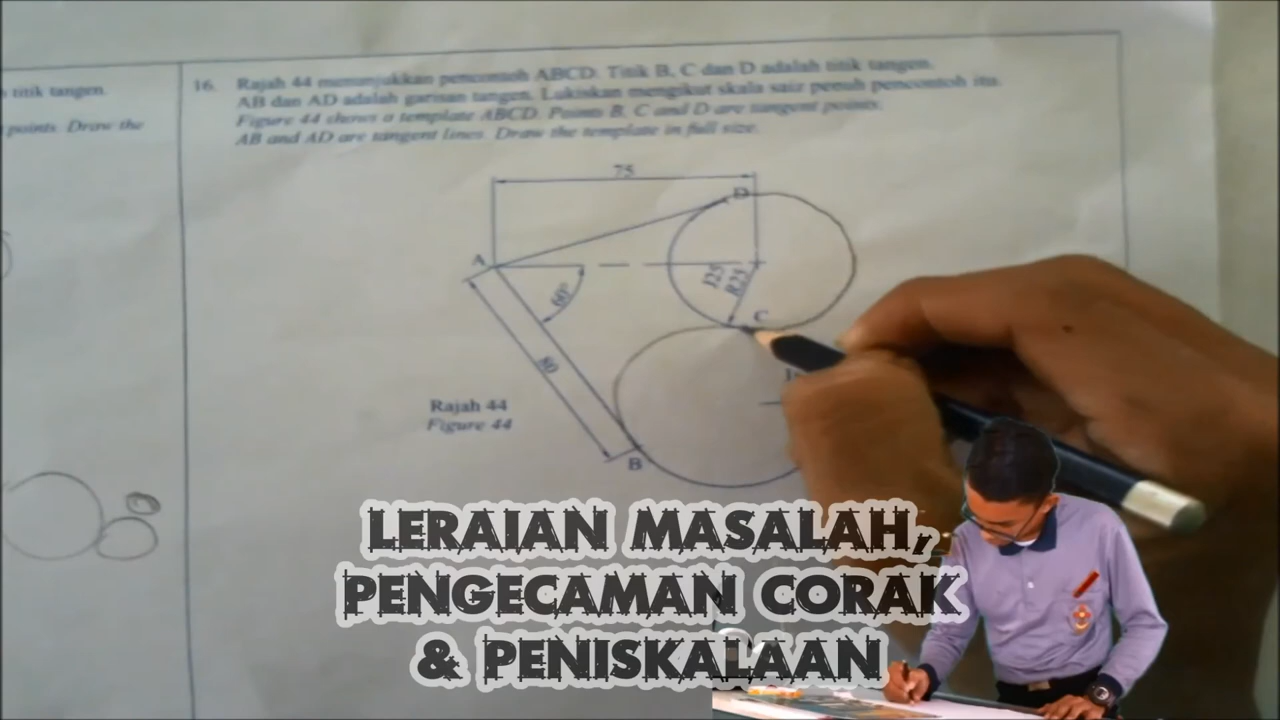 titik tangen.
points. Draw the
16. Rajah 44 menunjukkan pencontoh ABCD. Titik B, C dan D adalah titik tangen.
AB dan AD adalah garisan tangen. Lukiskan mengikut skala saiz penuh pencontoh itu.
Figure 44 shows a template ABCD. Points B, C and D are tangent points.
AB and AD are tangent lines. Draw the template in full size.
75
D
A
J25
R25
60°
C
80
Rajah 44
Figure 44
B
LERAIAN MASALAH,
PENGECAMAN CORAK
& PENISKALAAN